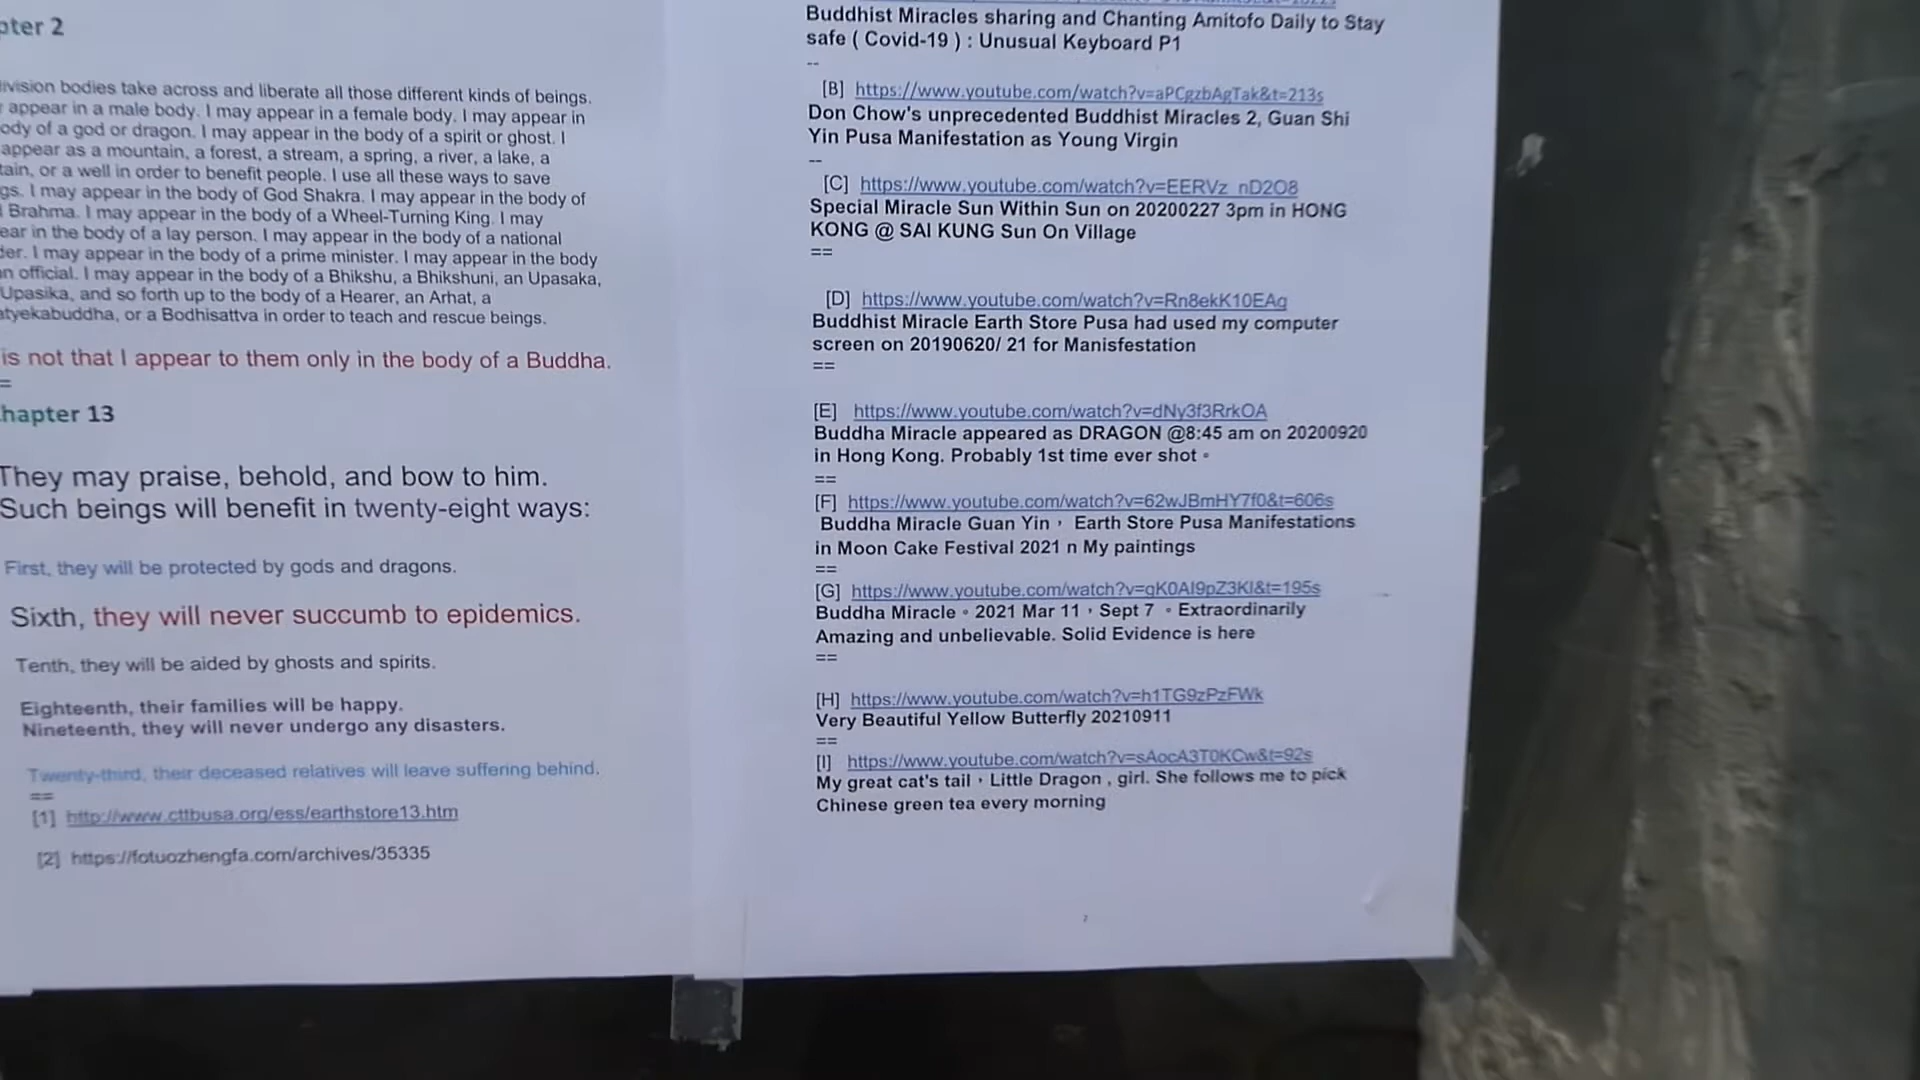 pter 2
ivision bodies take across and liberate all those different kinds of beings.
appear in a male body. I may appear in a female body. I may appear in
ody of a god or dragon. I may appear in the body of a spirit or ghost. I
appear as a mountain, a forest, a stream, a spring, a river, a lake, a
tain, or a well in order to benefit people. I use all these ways to save
gs. I may appear in the body of God Shakra. I may appear in the body of
Brahma. I may appear in the body of a Wheel-Turning King. I may
ear in the body of a lay person. I may appear in the body of a national
der. I may appear in the body of a prime minister. I may appear in the body
n official. I may appear in the body of a Bhikshu, a Bhikshuni, an Upasaka,
Upasika, and so forth up to the body of a Hearer, an Arhat, a
atyekabuddha, or a Bodhisattva in order to teach and rescue beings.
is not that I appear to them only in the body of a Buddha.
=
hapter 13
They may praise, behold, and bow to him.
Such beings will benefit in twenty-eight ways:
First, they will be protected by gods and dragons.
Sixth, they will never succumb to epidemics.
Tenth, they will be aided by ghosts and spirits.
Eighteenth, their families will be happy.
Nineteenth, they will never undergo any disasters.
Twenty-third, their deceased relatives will leave suffering behind.
==
[1] http://www.cttbusa.org/ess/earthstore13.htm
[2] https://fotuozhengfa.com/archives/35335
Buddhist Miracles sharing and Chanting Amitofo Daily to Stay
safe ( Covid-19 ) : Unusual Keyboard P1
--
[B] https://www.youtube.com/watch?v=aPCgzbAgTak&t=213s
Don Chow's unprecedented Buddhist Miracles 2, Guan Shi
Yin Pusa Manifestation as Young Virgin
--
[C] https://www.youtube.com/watch?v=EERVz_nD2O8
Special Miracle Sun Within Sun on 20200227 3pm in HONG
KONG @ SAI KUNG Sun On Village
==
[D] https://www.youtube.com/watch?v=Rn8ekK10EAg
Buddhist Miracle Earth Store Pusa had used my computer
screen on 20190620/ 21 for Manisfestation
==
[E] https://www.youtube.com/watch?v=dNy3f3RrkOA
Buddha Miracle appeared as DRAGON @8:45 am on 20200920
in Hong Kong. Probably 1st time ever shot。
==
[F] https://www.youtube.com/watch?v=62wJBmHY7f0&t=606s
Buddha Miracle Guan Yin， Earth Store Pusa Manifestations
in Moon Cake Festival 2021 n My paintings
==
[G] https://www.youtube.com/watch?v=gK0AI9pZ3KI&t=195s
Buddha Miracle。2021 Mar 11，Sept 7 。Extraordinarily
Amazing and unbelievable. Solid Evidence is here
==
[H] https://www.youtube.com/watch?v=h1TG9zPzFWk
Very Beautiful Yellow Butterfly 20210911
==
[I] https://www.youtube.com/watch?v=sAocA3T0KCw&t=92s
My great cat's tail，Little Dragon , girl. She follows me to pick
Chinese green tea every morning